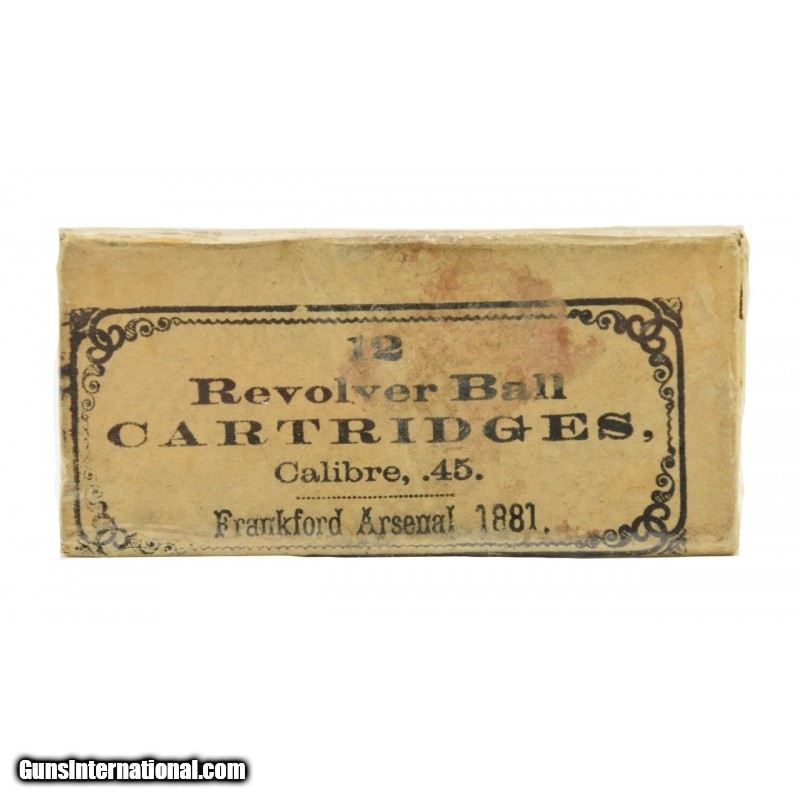 12
Revolver Ball
CARTRIDGES,
Calibre, .45.
Frankford Arsenal 1881.
GunsInternational.com